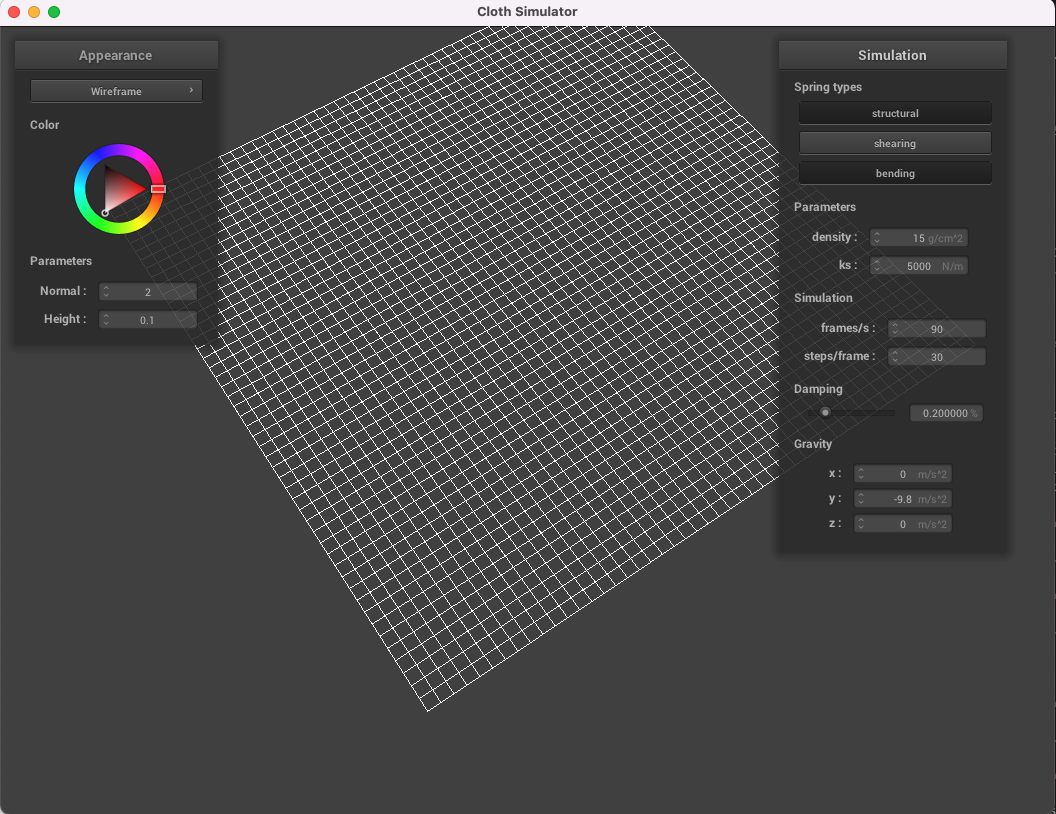 Cloth Simulator
Appearance
Wireframe
Color
Parameters
Normal : 2
Height : 0.1
Simulation
Spring types
structural
shearing
bending
Parameters
density : 15 g/cm^2
ks : 5000 N/m
Simulation
frames/s : 90
steps/frame : 30
Damping
0.200000 %
Gravity
x : 0 m/s^2
y : -9.8 m/s^2
z : 0 m/s^2